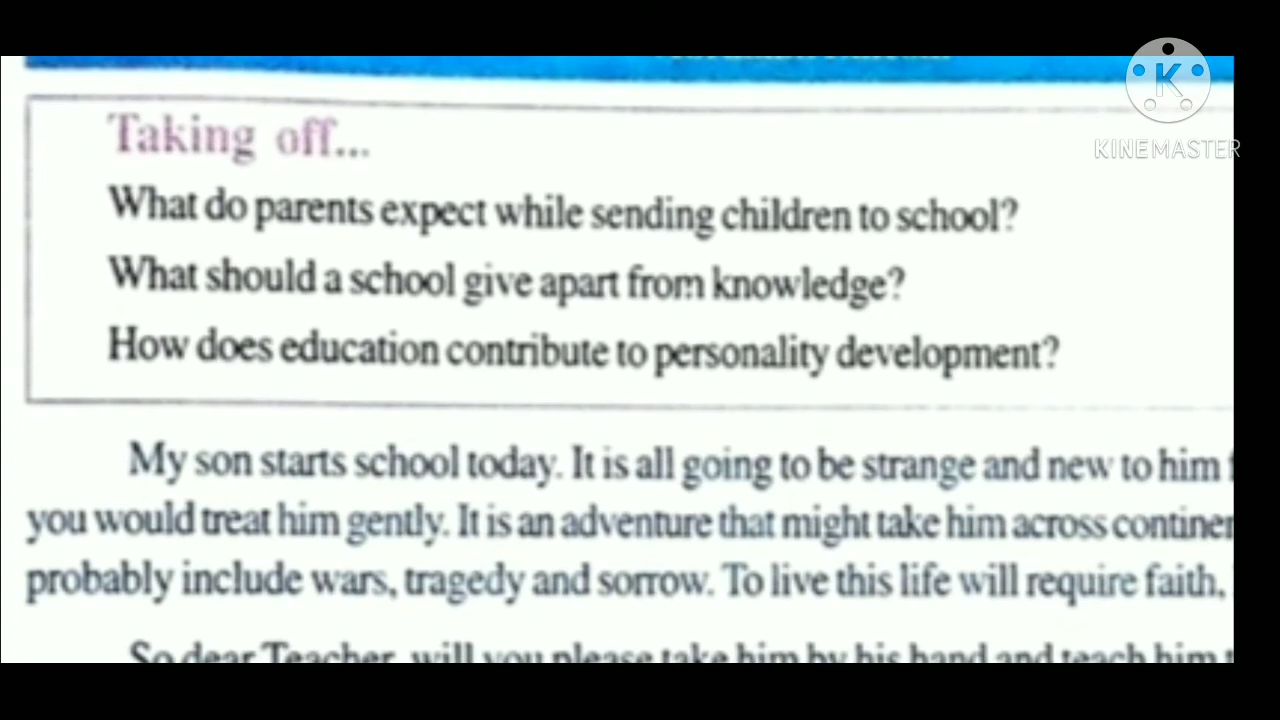 Taking off...
What do parents expect while sending children to school?
What should a school give apart from knowledge?
How does education contribute to personality development?
My son starts school today. It is all going to be strange and new to him
you would treat him gently. It is an adventure that might take him across
probably include wars, tragedy and sorrow. To live this life will require faith,
So dear Teacher, will you please take him by his hand and teach him
K
KINEMASTER